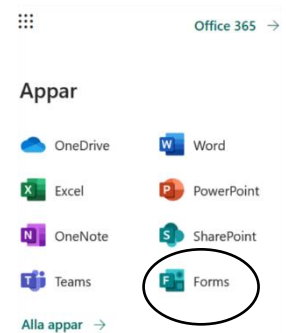 Office 365 →
Appar
OneDrive
W Word
X Excel
P PowerPoint
N OneNote
S SharePoint
Teams
F Forms
Alla appar →